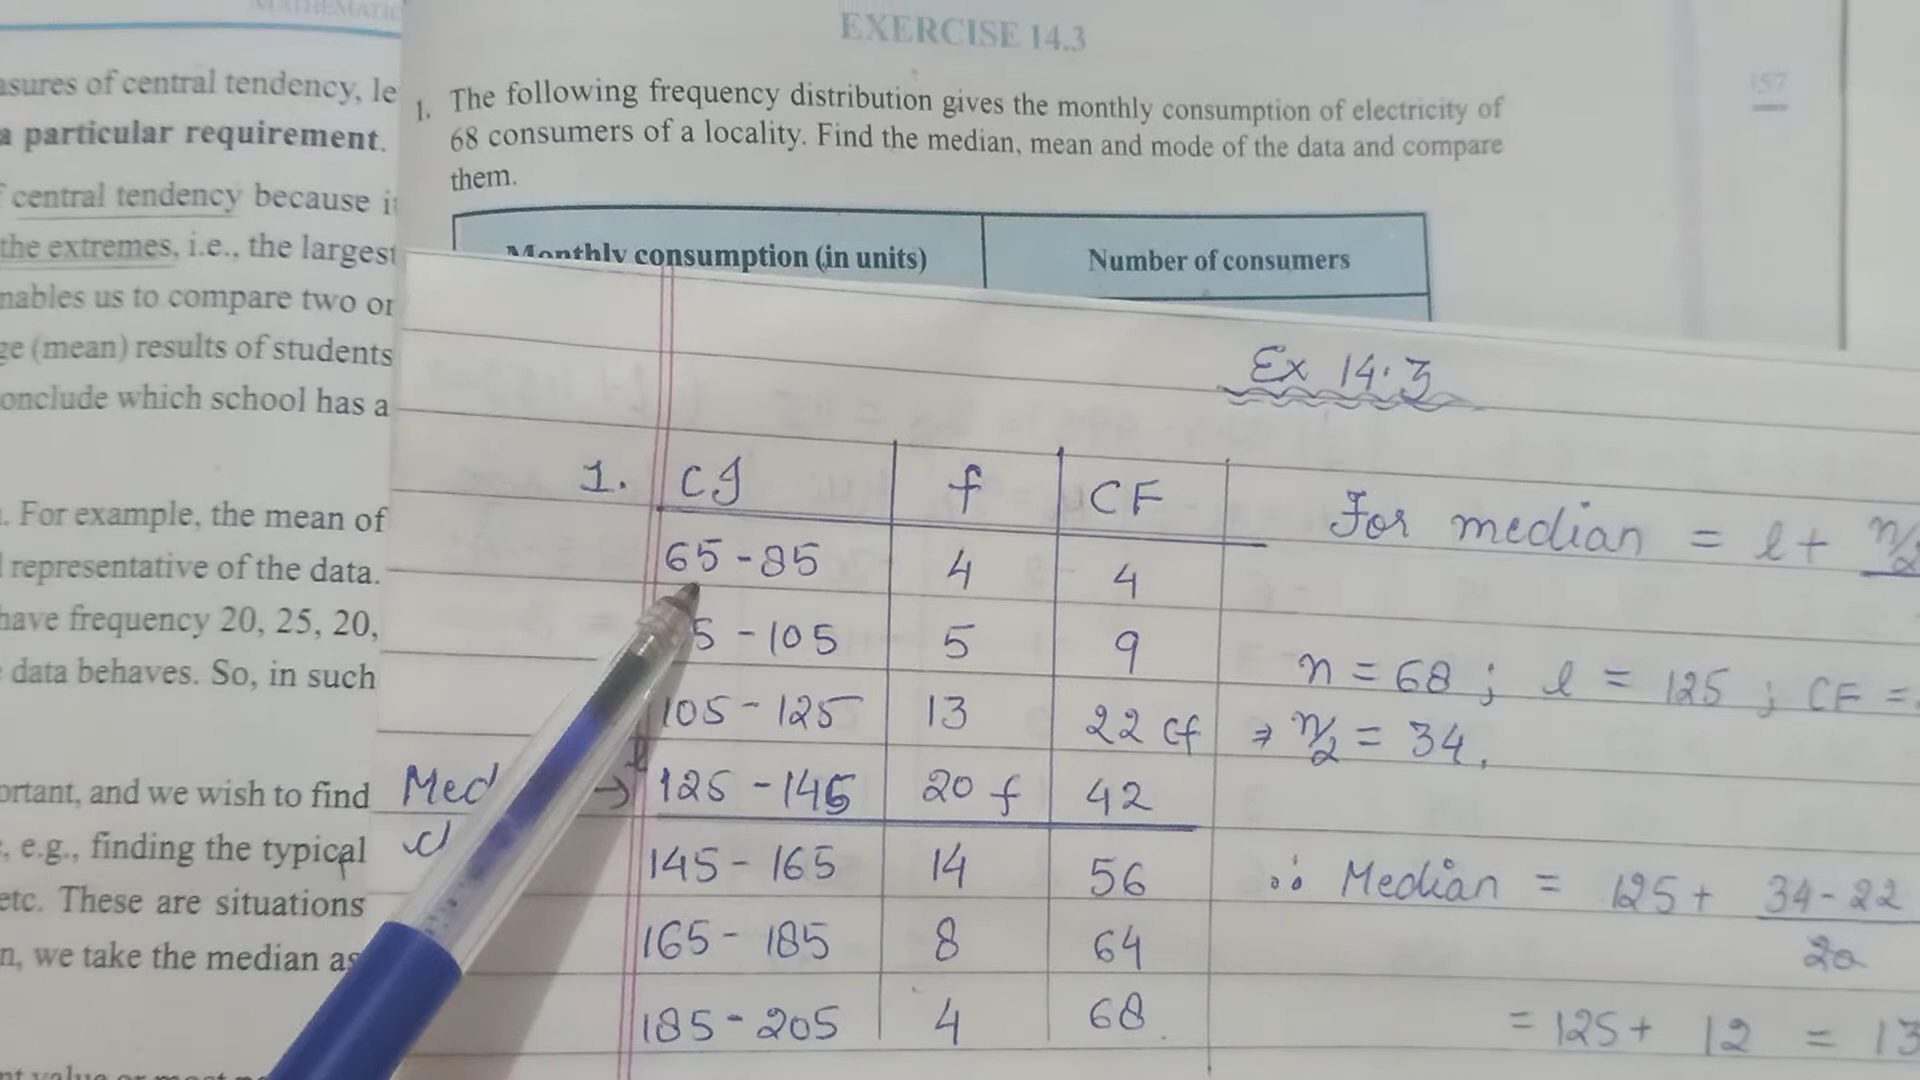 MATHEMATIC
asures of central tendency, le
a particular requirement.
central tendency because i
the extremes, i.e., the largest
nables us to compare two or
ge (mean) results of students
onclude which school has a
. For example, the mean of
representative of the data.
have frequency 20, 25, 20,
data behaves. So, in such
ortant, and we wish to find
, e.g., finding the typical
etc. These are situations
n, we take the median as
EXERCISE 14.3
157
1. The following frequency distribution gives the monthly consumption of electricity of
68 consumers of a locality. Find the median, mean and mode of the data and compare
them.
Monthly consumption (in units) Number of consumers
Ex 14.3
1. CI f CF
65-85 4 4
5 - 105 5 9
105-125 13 22 Cf
Med → l 125-145 20 f 42
145-165 14 56
165-185 8 64
185-205 4 68
For median = l + n/2
n = 68 ; l = 125 ; CF =
⇒ n/2 = 34.
∴ Median = 125 + 34-22
20
= 125 + 12 = 13